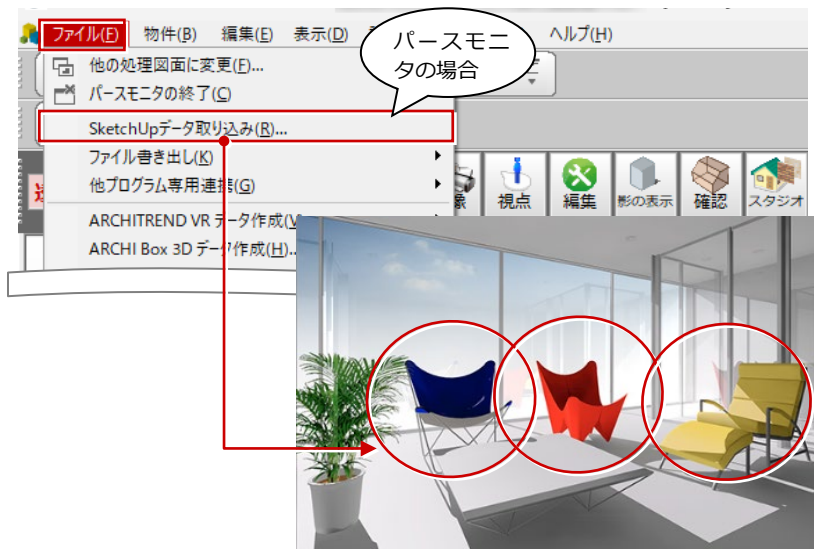 ファイル(F) 物件(B) 編集(E) 表示(D) ヘルプ(H)
パースモニ
タの場合
他の処理図面に変更(F)...
パースモニタの終了(C)
SketchUpデータ取り込み(R)...
ファイル書き出し(K)
他プログラム専用連携(G)
視点 編集 影の表示 確認 スタジオ
ARCHITREND VR データ作成(V
ARCHI Box 3D データ作成(H)...